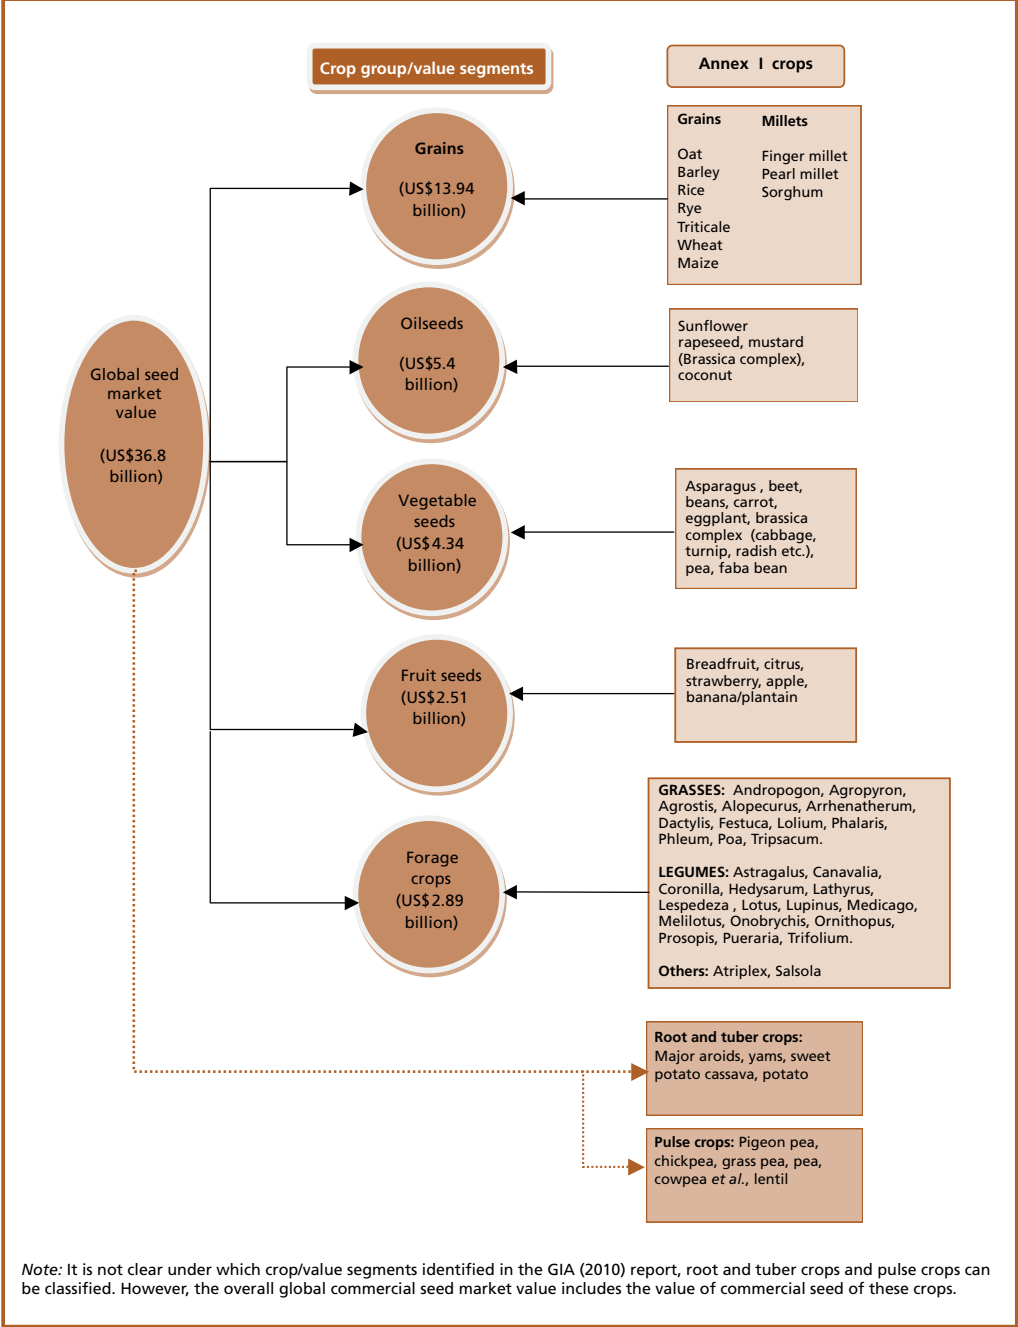 Crop group/value segments
Annex I crops
Grains
(US$13.94
billion)
Grains
Oat
Barley
Rice
Rye
Triticale
Wheat
Maize
Millets
Finger millet
Pearl millet
Sorghum
Global seed
market
value
(US$36.8
billion)
Oilseeds
(US$5.4
billion)
Sunflower
rapeseed, mustard
(Brassica complex),
coconut
Vegetable
seeds
(US$4.34
billion)
Asparagus , beet,
beans, carrot,
eggplant, brassica
complex (cabbage,
turnip, radish etc.),
pea, faba bean
Fruit seeds
(US$2.51
billion)
Breadfruit, citrus,
strawberry, apple,
banana/plantain
Forage
crops
(US$2.89
billion)
GRASSES: Andropogon, Agropyron,
Agrostis, Alopecurus, Arrhenatherum,
Dactylis, Festuca, Lolium, Phalaris,
Phleum, Poa, Tripsacum.
LEGUMES: Astragalus, Canavalia,
Coronilla, Hedysarum, Lathyrus,
Lespedeza , Lotus, Lupinus, Medicago,
Melilotus, Onobrychis, Ornithopus,
Prosopis, Pueraria, Trifolium.
Others: Atriplex, Salsola
Root and tuber crops:
Major aroids, yams, sweet
potato cassava, potato
Pulse crops: Pigeon pea,
chickpea, grass pea, pea,
cowpea et al., lentil
Note: It is not clear under which crop/value segments identified in the GIA (2010) report, root and tuber crops and pulse crops can
be classified. However, the overall global commercial seed market value includes the value of commercial seed of these crops.